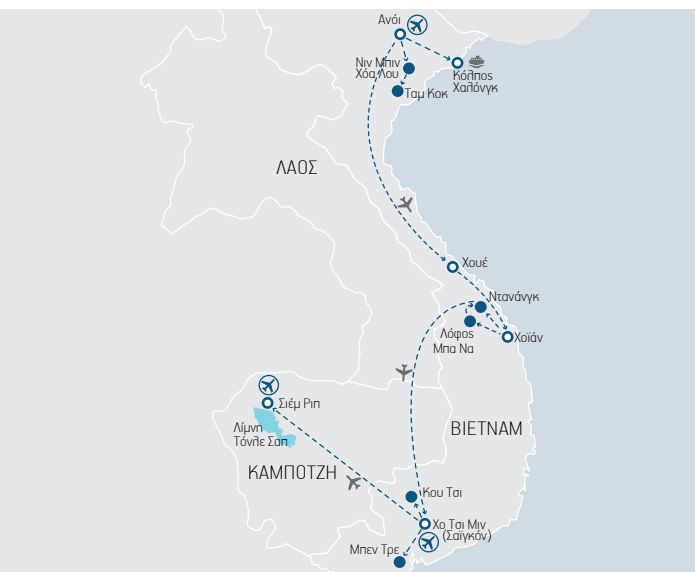 Ανόι
Νιν Μπιν
Χόα Λου
Κόλπος
Χαλόνγκ
Ταμ Κοκ
ΛΑΟΣ
Χουέ
Ντανάνγκ
Λόφος
Μπα Να
Χοϊάν
Σιέμ Ριπ
Λίμνη
Τόνλε Σαπ
ΒΙΕΤΝΑΜ
ΚΑΜΠΟΤΖΗ
Κου Τσι
Χο Τσι Μιν
(Σαϊγκόν)
Μπεν Τρε